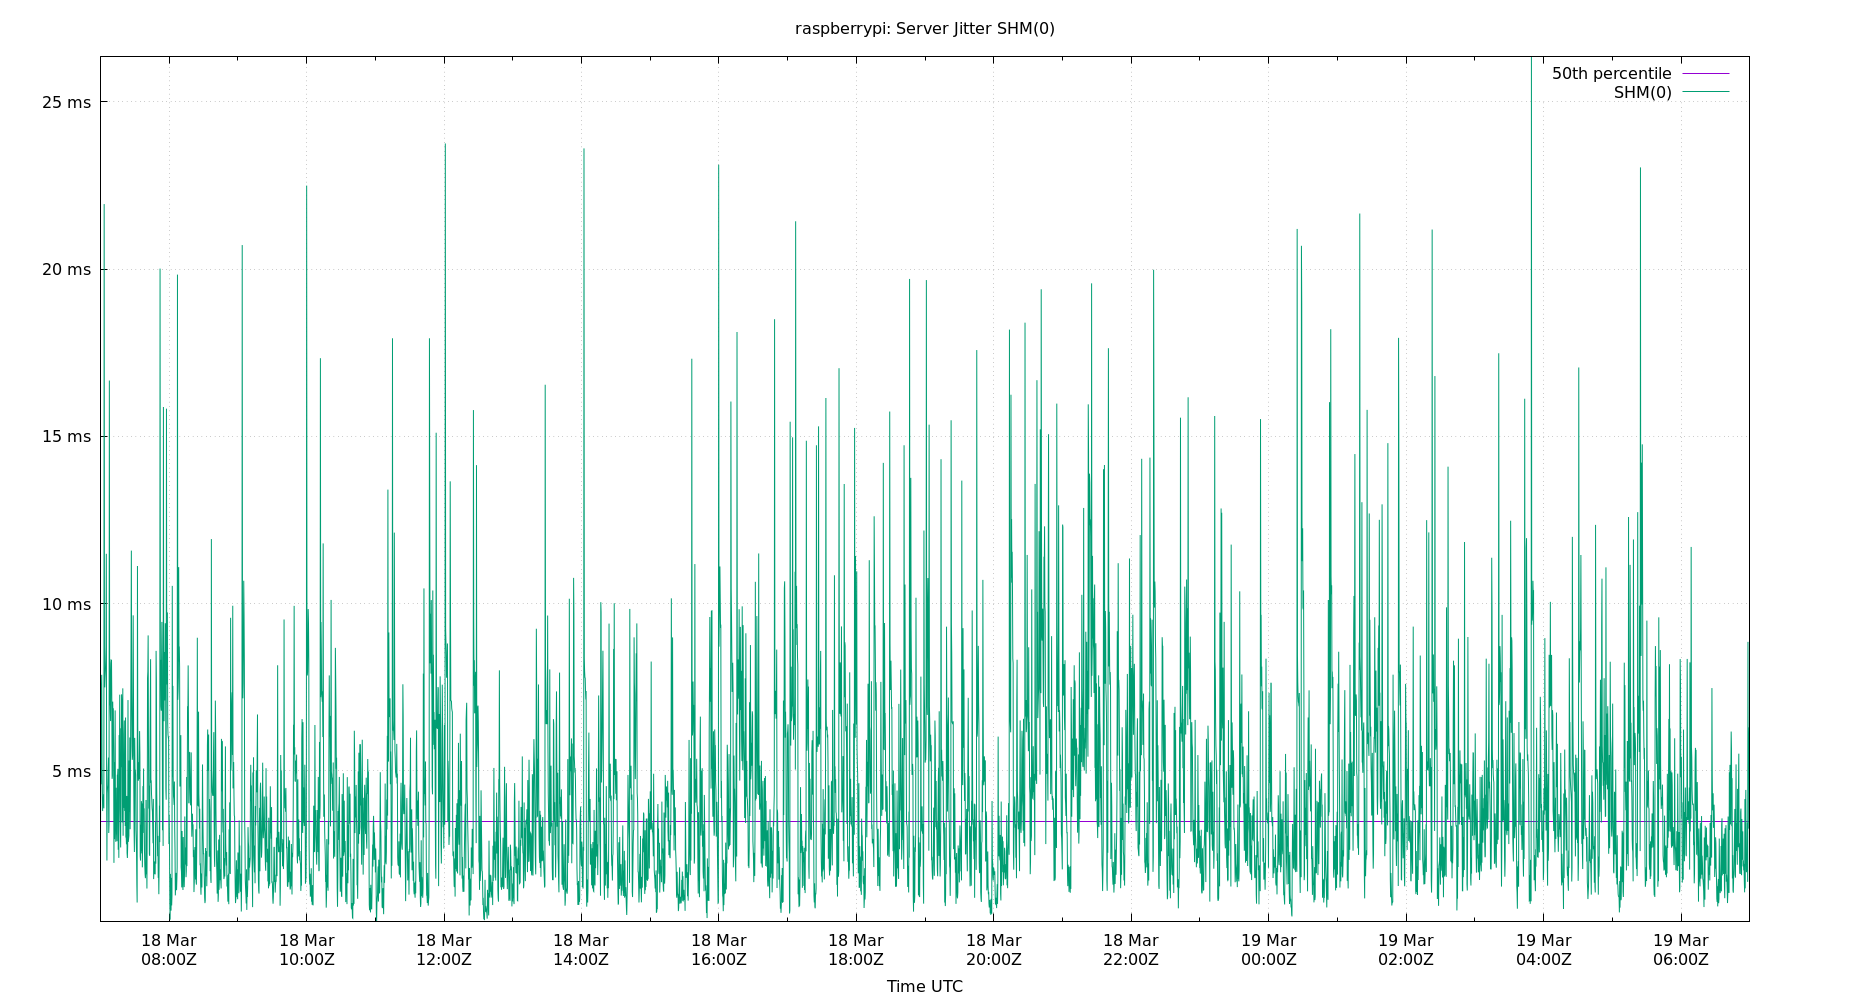 raspberrypi: Server Jitter SHM(0)
50th percentile
SHM(0)
25 ms
20 ms
15 ms
10 ms
5 ms
18 Mar 18 Mar 18 Mar 18 Mar 18 Mar 18 Mar 18 Mar 18 Mar 19 Mar 19 Mar 19 Mar 19 Mar
08:00Z 10:00Z 12:00Z 14:00Z 16:00Z 18:00Z 20:00Z 22:00Z 00:00Z 02:00Z 04:00Z 06:00Z
Time UTC